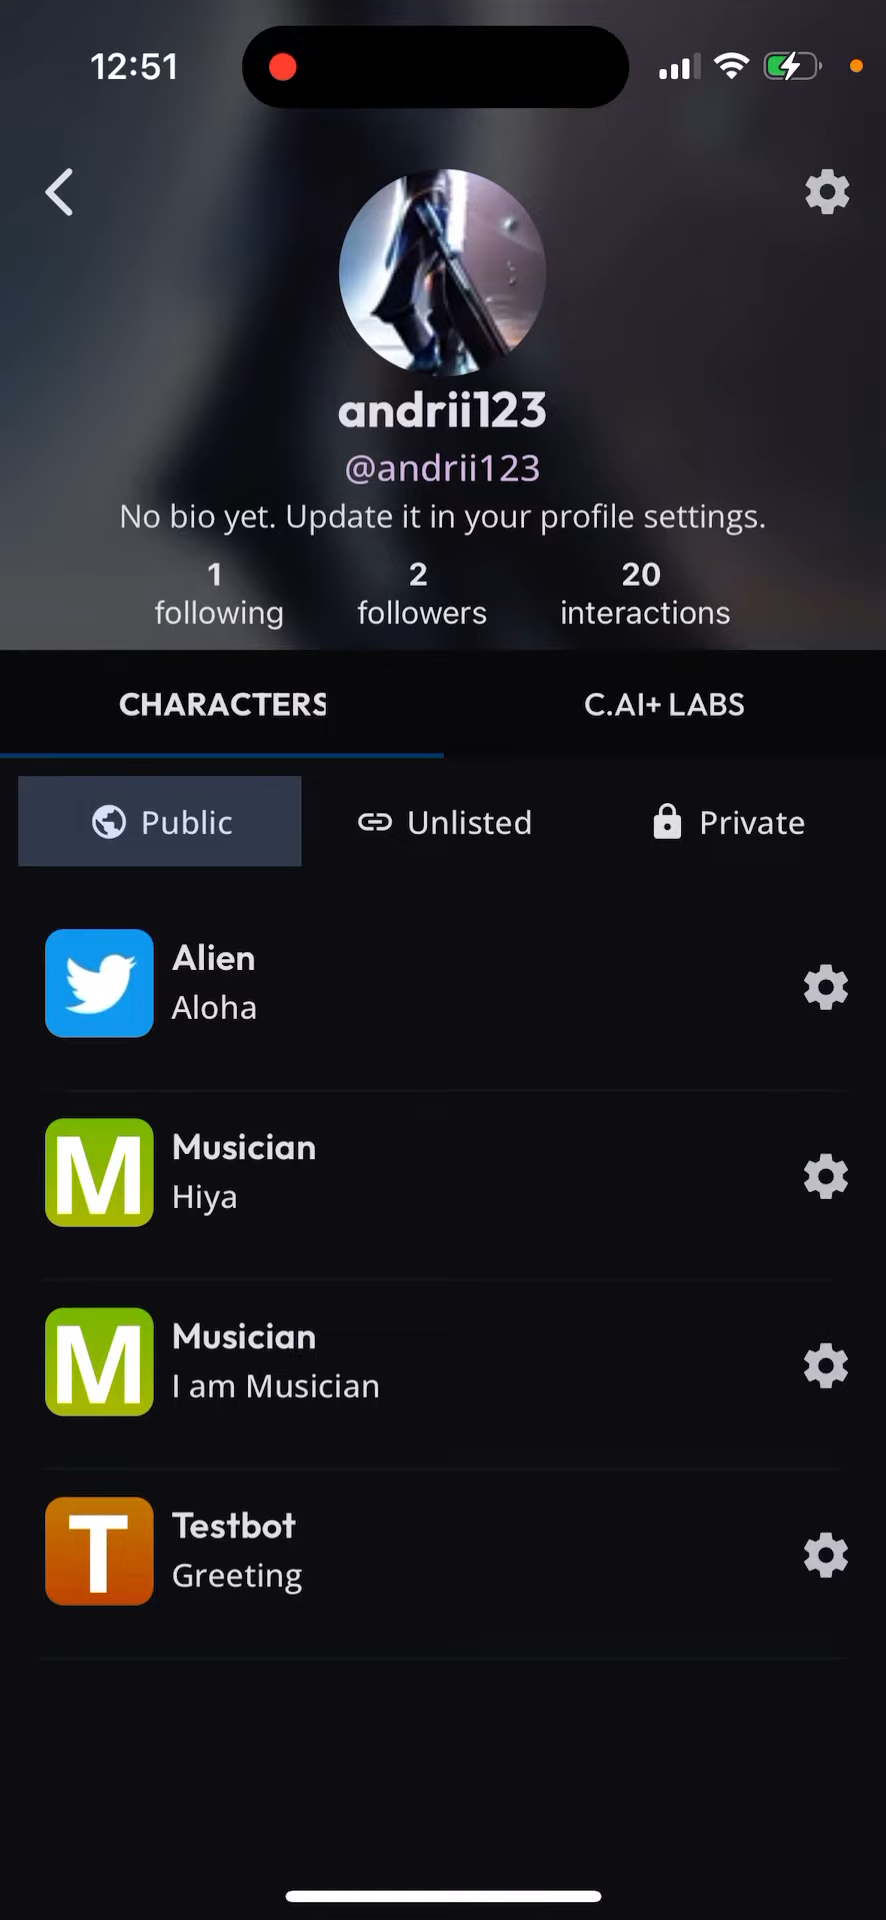 12:51
andrii123
@andrii123
No bio yet. Update it in your profile settings.
1 2 20
following followers interactions
CHARACTERS C.AI+ LABS
Public Unlisted Private
Alien
Aloha
M Musician
Hiya
M Musician
I am Musician
T Testbot
Greeting